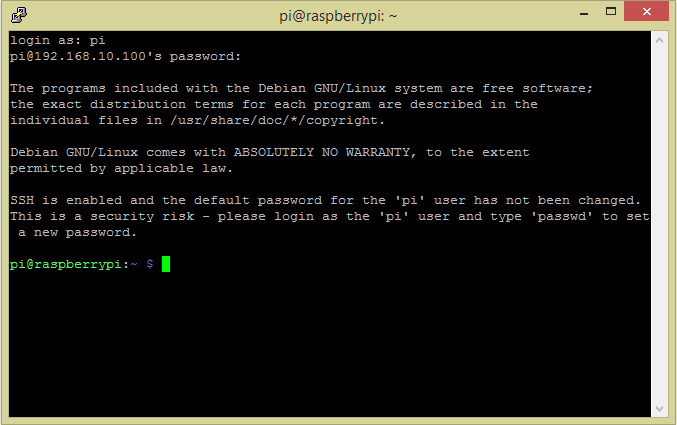 pi@raspberrypi: ~
login as: pi
pi@192.168.10.100's password:
The programs included with the Debian GNU/Linux system are free software;
the exact distribution terms for each program are described in the
individual files in /usr/share/doc/*/copyright.
Debian GNU/Linux comes with ABSOLUTELY NO WARRANTY, to the extent
permitted by applicable law.
SSH is enabled and the default password for the 'pi' user has not been changed.
This is a security risk - please login as the 'pi' user and type 'passwd' to set
 a new password.
pi@raspberrypi:~ $